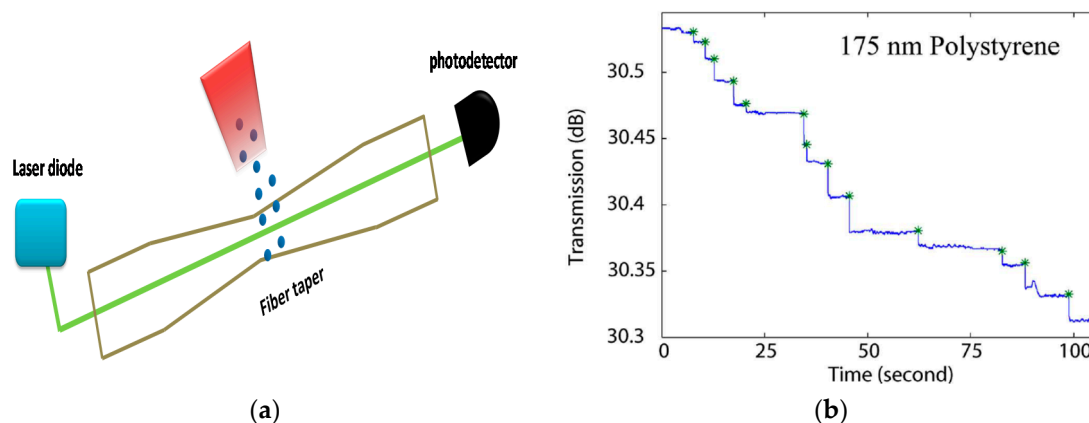 photodetector
Laser diode
Fiber taper
(a)
175 nm Polystyrene
Transmission (dB)
30.5
30.45
30.4
30.35
30.3
0 25 50 75 100
Time (second)
(b)